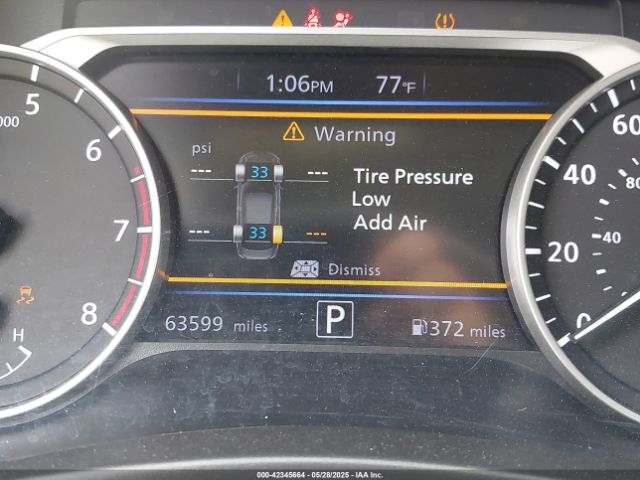 1:06PM 77°F
5
000
6
7
8
H
Warning
psi
33
--- ---
Tire Pressure
Low
Add Air
33
--- ---
Dismiss
63599 miles
P
372 miles
60
80
40
40
20
0
000-42345664 - 05/28/2025 - IAA Inc.